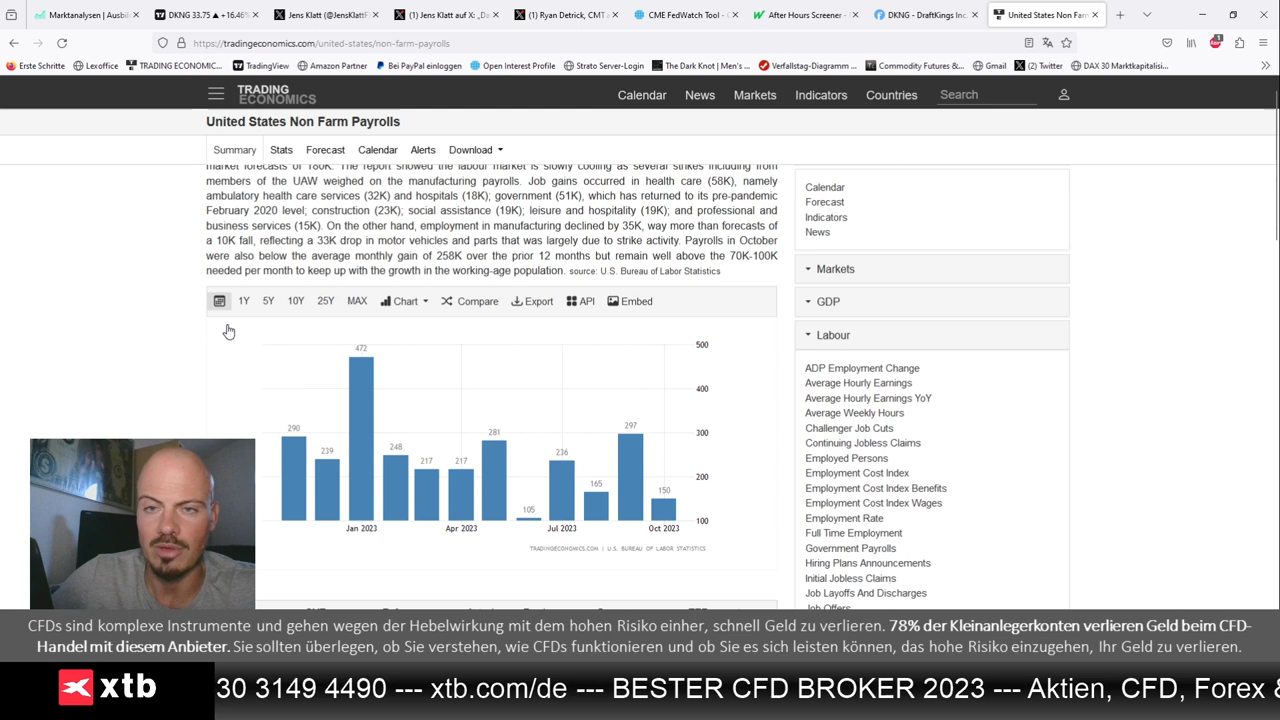 Marktanalysen | Ausbil
DKNG 33.75 ▲ +16.46%
Jens Klatt (@JensKlattF
(1) Jens Klatt auf X: „Da
(1) Ryan Detrick, CMT
CME FedWatch Tool -
After Hours Screener -
DKNG - DraftKings Inc.
United States Non Farm
https://tradingeconomics.com/united-states/non-farm-payrolls
1
Erste Schritte
Lexoffice
TRADING ECONOMIC...
TradingView
Amazon Partner
Bei PayPal einloggen
Open Interest Profile
Strato Server-Login
The Dark Knot | Men's ...
Verfallstag-Diagramm ...
Commodity Futures &...
Gmail
(2) Twitter
DAX 30 Marktkapitalisi...
TRADING
ECONOMICS
Calendar News Markets Indicators Countries Search
United States Non Farm Payrolls
Summary Stats Forecast Calendar Alerts Download
market forecasts of 180K. The report showed the labour market is slowly cooling as several strikes including from
members of the UAW weighed on the manufacturing payrolls. Job gains occurred in health care (58K), namely
ambulatory health care services (32K) and hospitals (18K); government (51K), which has returned to its pre-pandemic
February 2020 level; construction (23K); social assistance (19K); leisure and hospitality (19K); and professional and
business services (15K). On the other hand, employment in manufacturing declined by 35K, way more than forecasts of
a 10K fall, reflecting a 33K drop in motor vehicles and parts that was largely due to strike activity. Payrolls in October
were also below the average monthly gain of 258K over the prior 12 months but remain well above the 70K-100K
needed per month to keep up with the growth in the working-age population. source: U.S. Bureau of Labor Statistics
1Y 5Y 10Y 25Y MAX Chart Compare Export API Embed
500
400
300
200
100
290
239
472
248
217
217
281
105
236
165
297
150
Jan 2023 Apr 2023 Jul 2023 Oct 2023
TRADINGECONOMICS.COM | U.S. BUREAU OF LABOR STATISTICS
Calendar
Forecast
Indicators
News
Markets
GDP
Labour
ADP Employment Change
Average Hourly Earnings
Average Hourly Earnings YoY
Average Weekly Hours
Challenger Job Cuts
Continuing Jobless Claims
Employed Persons
Employment Cost Index
Employment Cost Index Benefits
Employment Cost Index Wages
Employment Rate
Full Time Employment
Government Payrolls
Hiring Plans Announcements
Initial Jobless Claims
Job Layoffs And Discharges
Job Offers
CFDs sind komplexe Instrumente und gehen wegen der Hebelwirkung mit dem hohen Risiko einher, schnell Geld zu verlieren. 78% der Kleinanlegerkonten verlieren Geld beim CFD-
Handel mit diesem Anbieter. Sie sollten überlegen, ob Sie verstehen, wie CFDs funktionieren und ob Sie es sich leisten können, das hohe Risiko einzugehen, Ihr Geld zu verlieren.
xtb
30 3149 4490 --- xtb.com/de --- BESTER CFD BROKER 2023 --- Aktien, CFD, Forex &